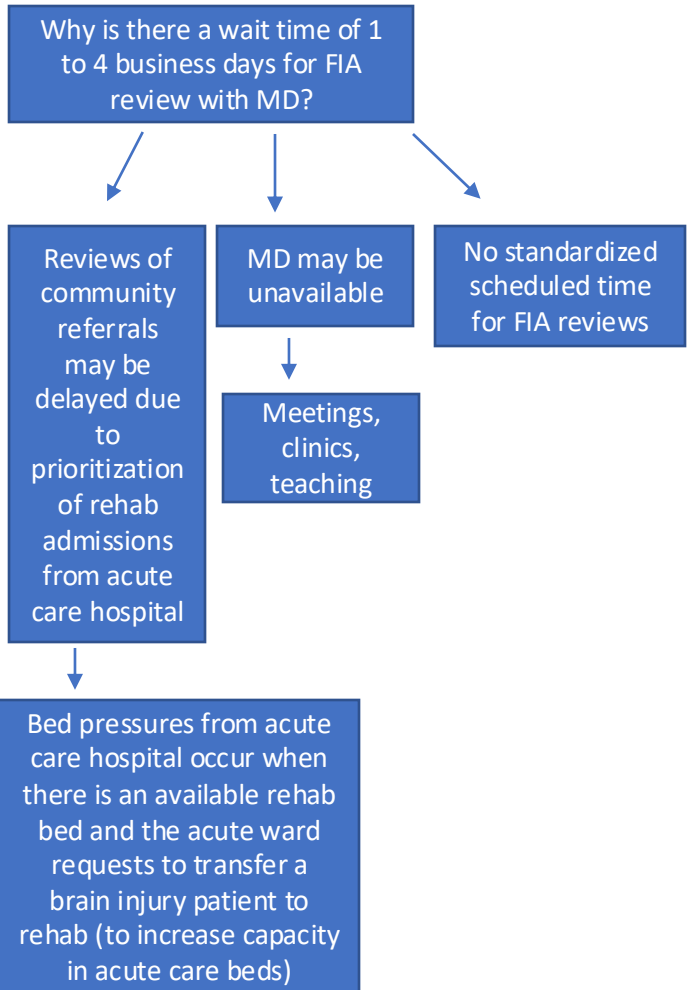 Why is there a wait time of 1
to 4 business days for FIA
review with MD?
Reviews of
community
referrals
may be
delayed due
to
prioritization
of rehab
admissions
from acute
care hospital
MD may be
unavailable
No standardized
scheduled time
for FIA reviews
Meetings,
clinics,
teaching
Bed pressures from acute
care hospital occur when
there is an available rehab
bed and the acute ward
requests to transfer a
brain injury patient to
rehab (to increase capacity
in acute care beds)